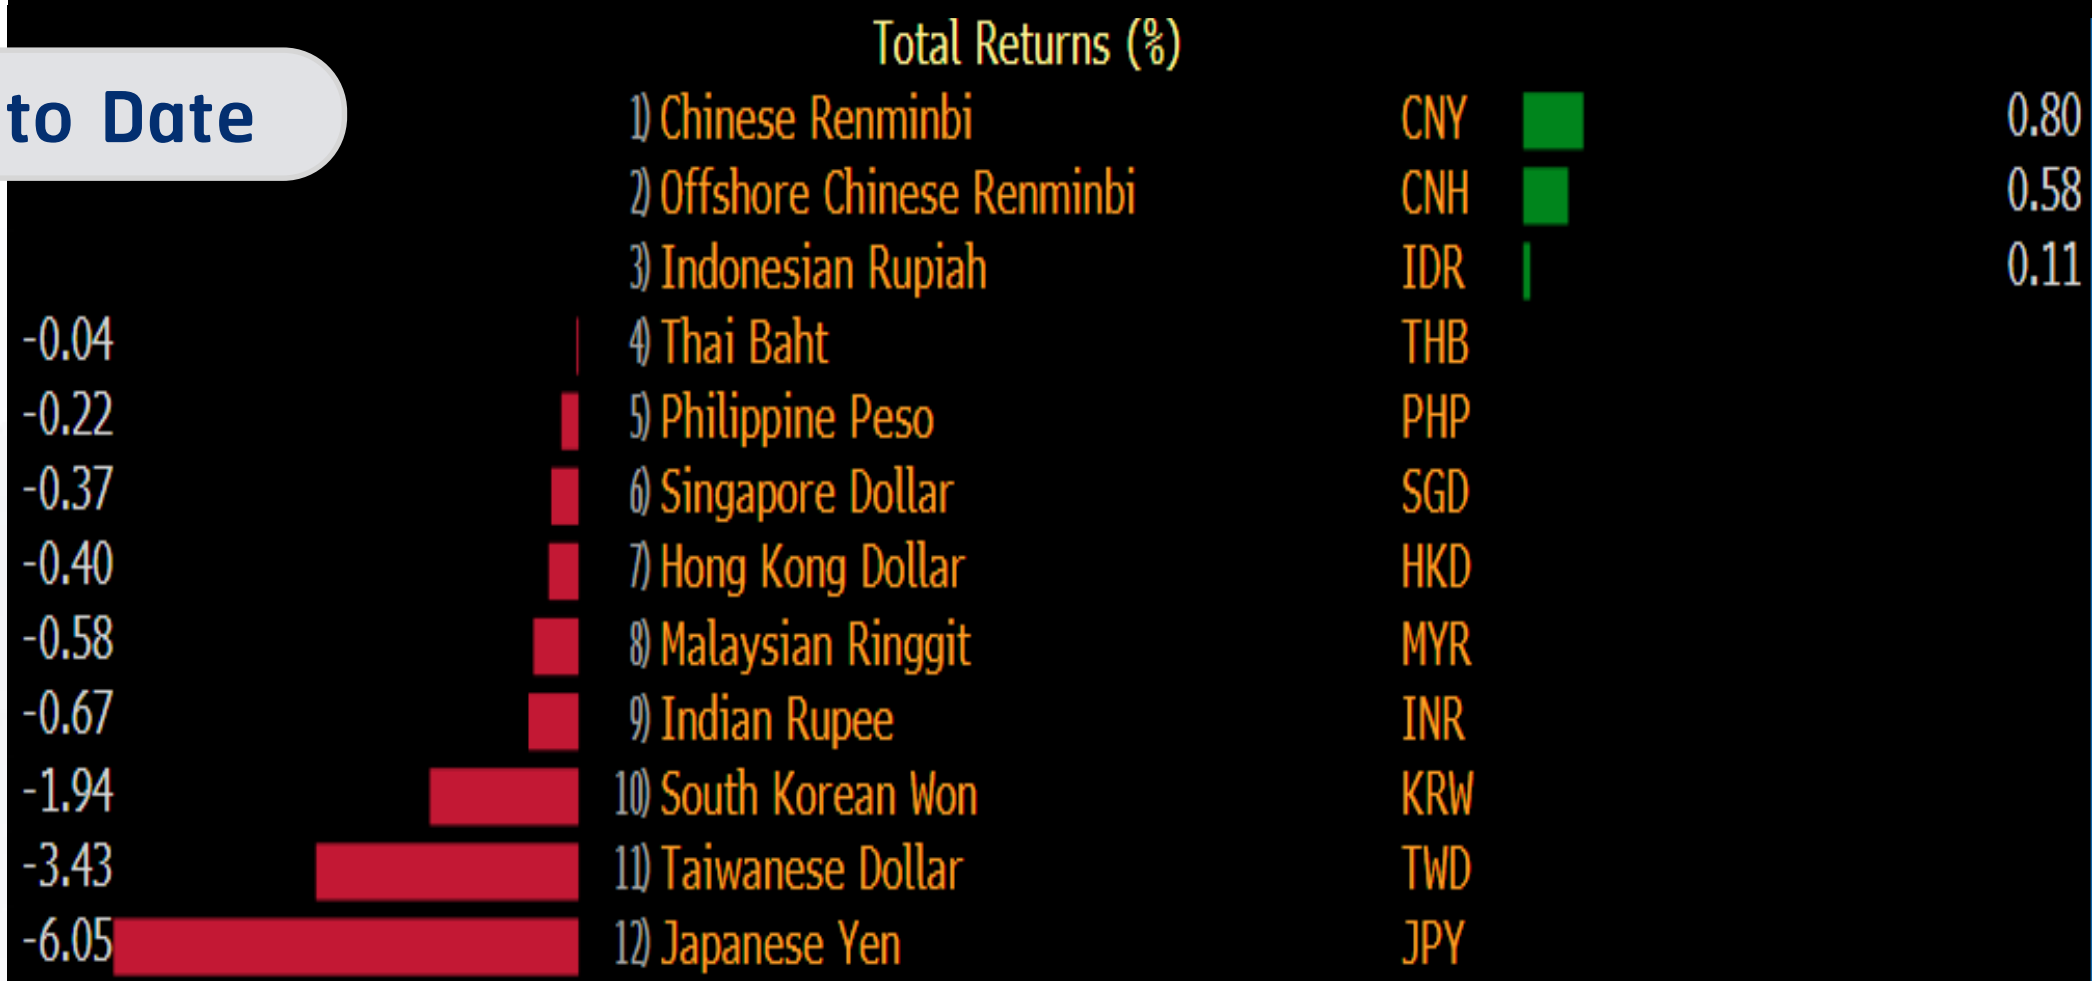 Total Returns (%)
to Date
1) Chinese Renminbi CNY 0.80
2) Offshore Chinese Renminbi CNH 0.58
3) Indonesian Rupiah IDR 0.11
-0.04 4) Thai Baht THB
-0.22 5) Philippine Peso PHP
-0.37 6) Singapore Dollar SGD
-0.40 7) Hong Kong Dollar HKD
-0.58 8) Malaysian Ringgit MYR
-0.67 9) Indian Rupee INR
-1.94 10) South Korean Won KRW
-3.43 11) Taiwanese Dollar TWD
-6.05 12) Japanese Yen JPY